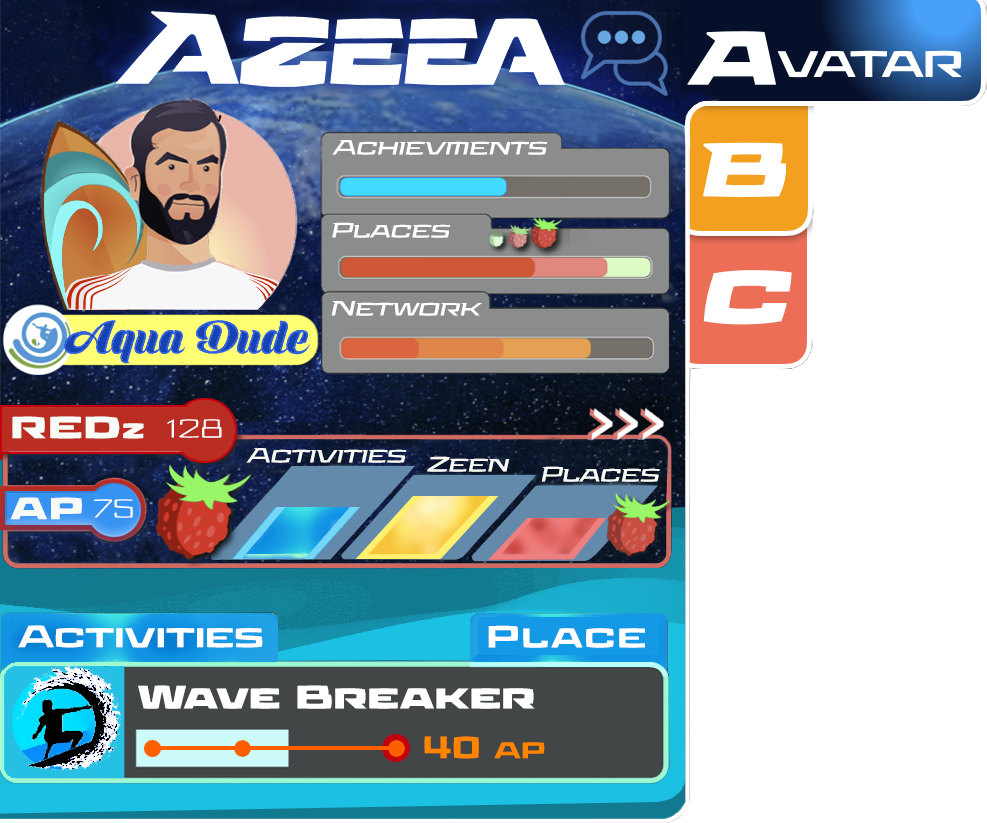 AZEEA
AVATAR
B
C
ACHIEVMENTS
PLACES
NETWORK
Aqua Dude
REDz 128
>>>
ACTIVITIES ZEEN PLACES
AP 75
ACTIVITIES PLACE
WAVE BREAKER
40 AP